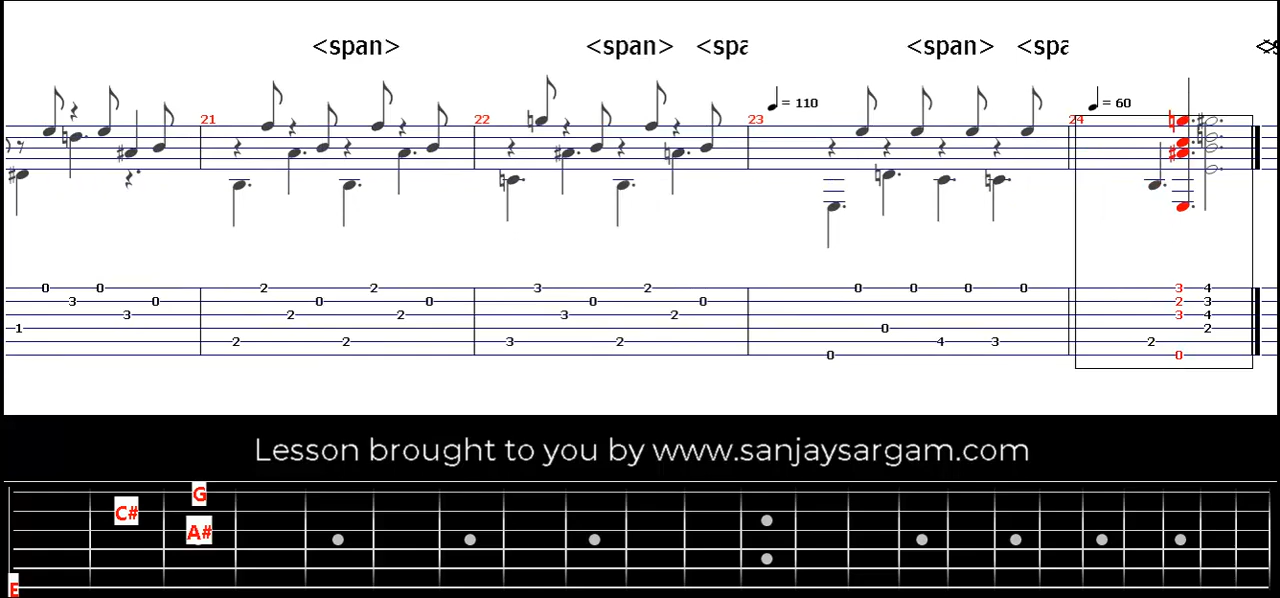 <span> <span> <spa <span> <spa
21 22 23 = 110 24 = 60
0 0 2 2 3 2 0 0 0 0 3 4
3 0 0 0 0 0 2 3
3 2 2 3 2 3 4
1 0 2
2 2 3 2 4 3 2
0 0
Lesson brought to you by www.sanjaysargam.com
G
C#
A#
E